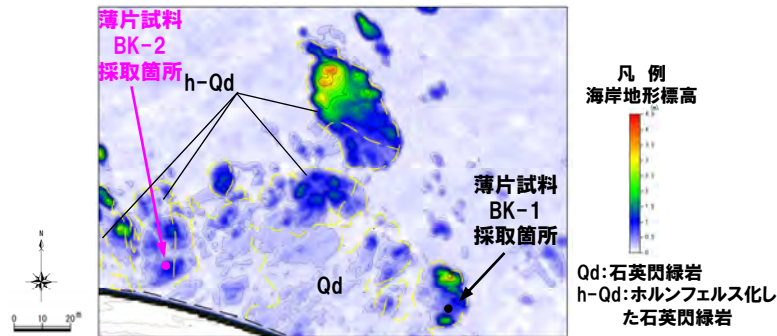 薄片試料
BK-2
採取箇所
h-Qd
薄片試料
BK-1
採取箇所
Qd
凡 例
海岸地形標高
Qd:石英閃緑岩
h-Qd:ホルンフェルス化し
た石英閃緑岩
N
0 10 20 m